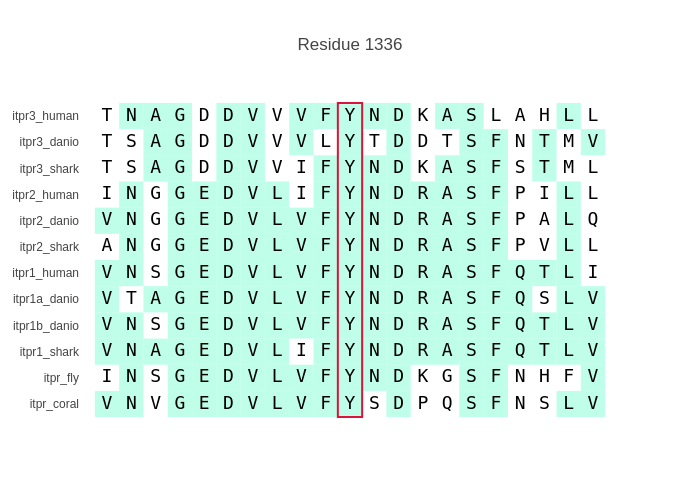 Residue 1336
itpr3_human T N A G D D V V V F Y N D K A S L A H L L
itpr3_danio T S A G D D V V V L Y T D D T S F N T M V
itpr3_shark T S A G D D V V I F Y N D K A S F S T M L
itpr2_human I N G G E D V L I F Y N D R A S F P I L L
itpr2_danio V N G G E D V L V F Y N D R A S F P A L Q
itpr2_shark A N G G E D V L V F Y N D R A S F P V L L
itpr1_human V N S G E D V L V F Y N D R A S F Q T L I
itpr1a_danio V T A G E D V L V F Y N D R A S F Q S L V
itpr1b_danio V N S G E D V L V F Y N D R A S F Q T L V
itpr1_shark V N A G E D V L I F Y N D R A S F Q T L V
itpr_fly I N S G E D V L V F Y N D K G S F N H F V
itpr_coral V N V G E D V L V F Y S D P Q S F N S L V